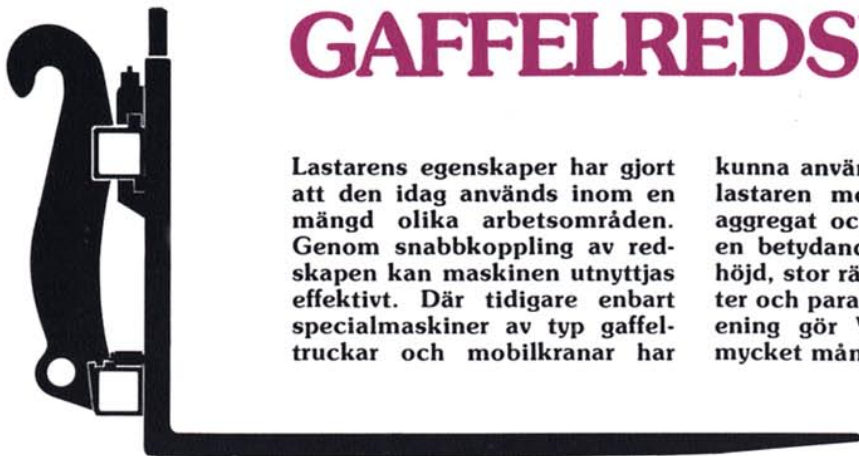 GAFFELREDS
Lastarens egenskaper har gjort
att den idag används inom en
mängd olika arbetsområden.
Genom snabbkoppling av red-
skapen kan maskinen utnyttjas
effektivt. Där tidigare enbart
specialmaskiner av typ gaffel-
truckar och mobilkranar har
kunna använ
lastaren me
aggregat oc
en betydand
höjd, stor rä
ter och para
ening gör
mycket mån